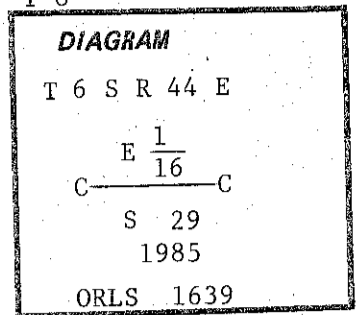 DIAGRAM
T 6 S R 44 E
E 1/16
C C
S 29
1985
ORLS 1639